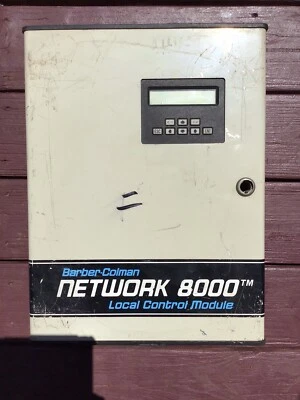 Barber-Colman
NETWORK 8000™
Local Control Module